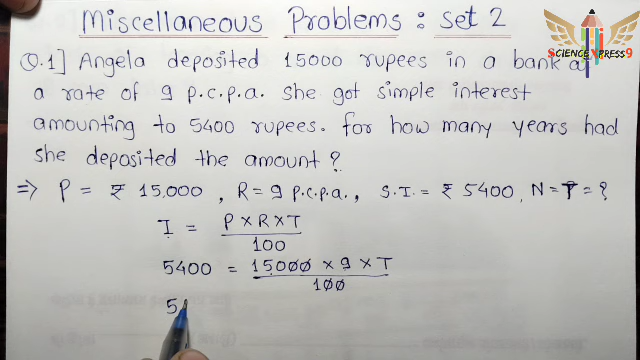 Miscellaneous Problems : Set 2
SCIENCEXPRESS9
Q.1] Angela deposited 15000 rupees in a bank at
a rate of 9 p.c.p.a. She got simple interest
amounting to 5400 rupees. for how many years had
she deposited the amount?
⇒ P = ₹ 15,000 , R = 9 p.c.p.a., S.I. = ₹ 5400, N = T = ?
I = P × R × T
100
5400 = 15000 × 9 × T
100
5